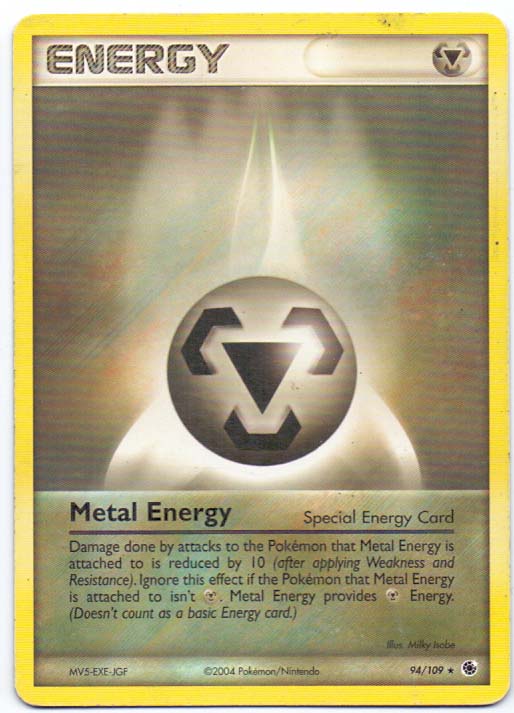 ENERGY
Metal Energy
Special Energy Card
Damage done by attacks to the Pokémon that Metal Energy is
attached to is reduced by 10 (after applying Weakness and
Resistance). Ignore this effect if the Pokémon that Metal Energy
is attached to isn't . Metal Energy provides Energy.
(Doesn't count as a basic Energy card.)
Illus. Milky Isobe
MV5-EXE-JGF
©2004 Pokémon/Nintendo
94/109 ★